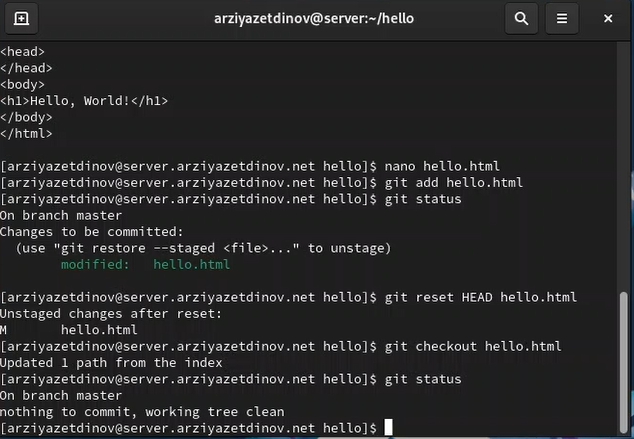 arziyazetdinov@server:~/hello
<head>
</head>
<body>
<h1>Hello, World!</h1>
</body>
</html>
[arziyazetdinov@server.arziyazetdinov.net hello]$ nano hello.html
[arziyazetdinov@server.arziyazetdinov.net hello]$ git add hello.html
[arziyazetdinov@server.arziyazetdinov.net hello]$ git status
On branch master
Changes to be committed:
  (use "git restore --staged <file>..." to unstage)
        modified:   hello.html
[arziyazetdinov@server.arziyazetdinov.net hello]$ git reset HEAD hello.html
Unstaged changes after reset:
M       hello.html
[arziyazetdinov@server.arziyazetdinov.net hello]$ git checkout hello.html
Updated 1 path from the index
[arziyazetdinov@server.arziyazetdinov.net hello]$ git status
On branch master
nothing to commit, working tree clean
[arziyazetdinov@server.arziyazetdinov.net hello]$